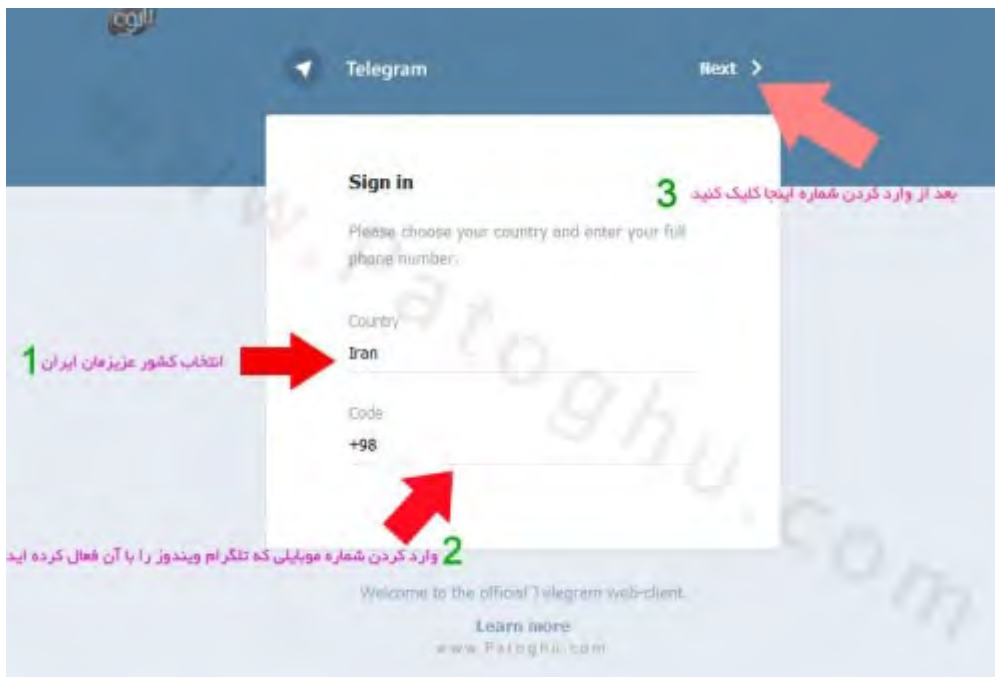 Telegram
Next
Sign in
3 بعد از وارد کردن شماره اینجا کلیک کنید
Please choose your country and enter your full
phone number.
Country
Iran
1 انتخاب کشور عزیزمان ایران
Code
+98
2 وارد کردن شماره موبایلی که تلگرام ویندوز را با آن فعال کرده اید
Welcome to the official Telegram web-client.
Learn more
www.Patoghu.com
www.Patoghu.com